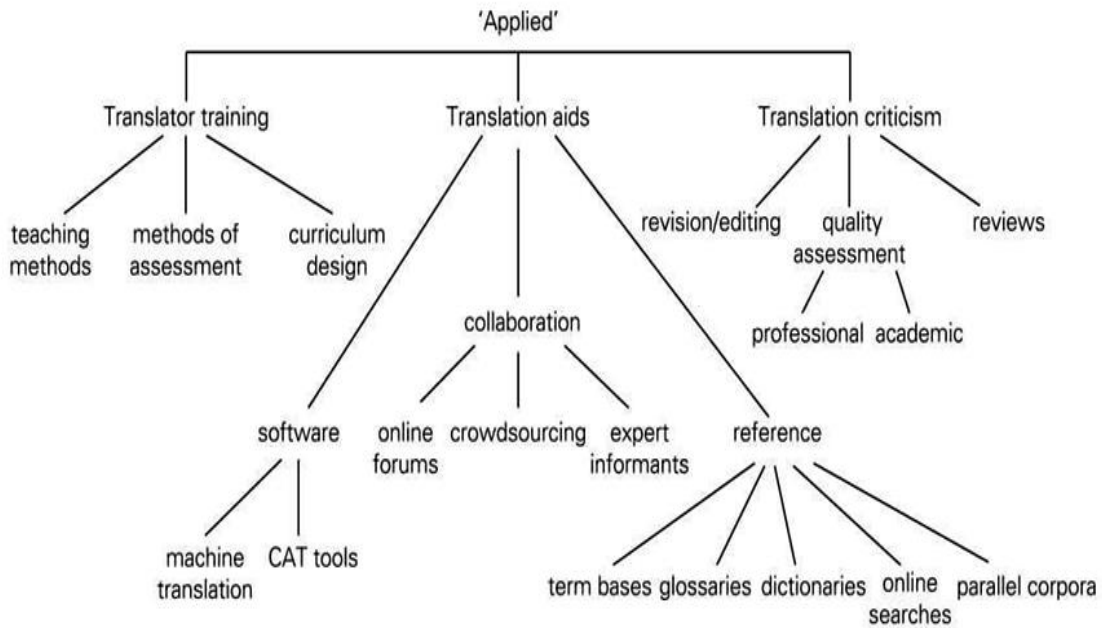 'Applied'
Translator training
Translation aids
Translation criticism
teaching
methods
methods of
assessment
curriculum
design
revision/editing
quality
assessment
reviews
professional
academic
collaboration
software
online
forums
crowdsourcing
expert
informants
reference
machine
translation
CAT tools
term bases
glossaries
dictionaries
online
searches
parallel corpora